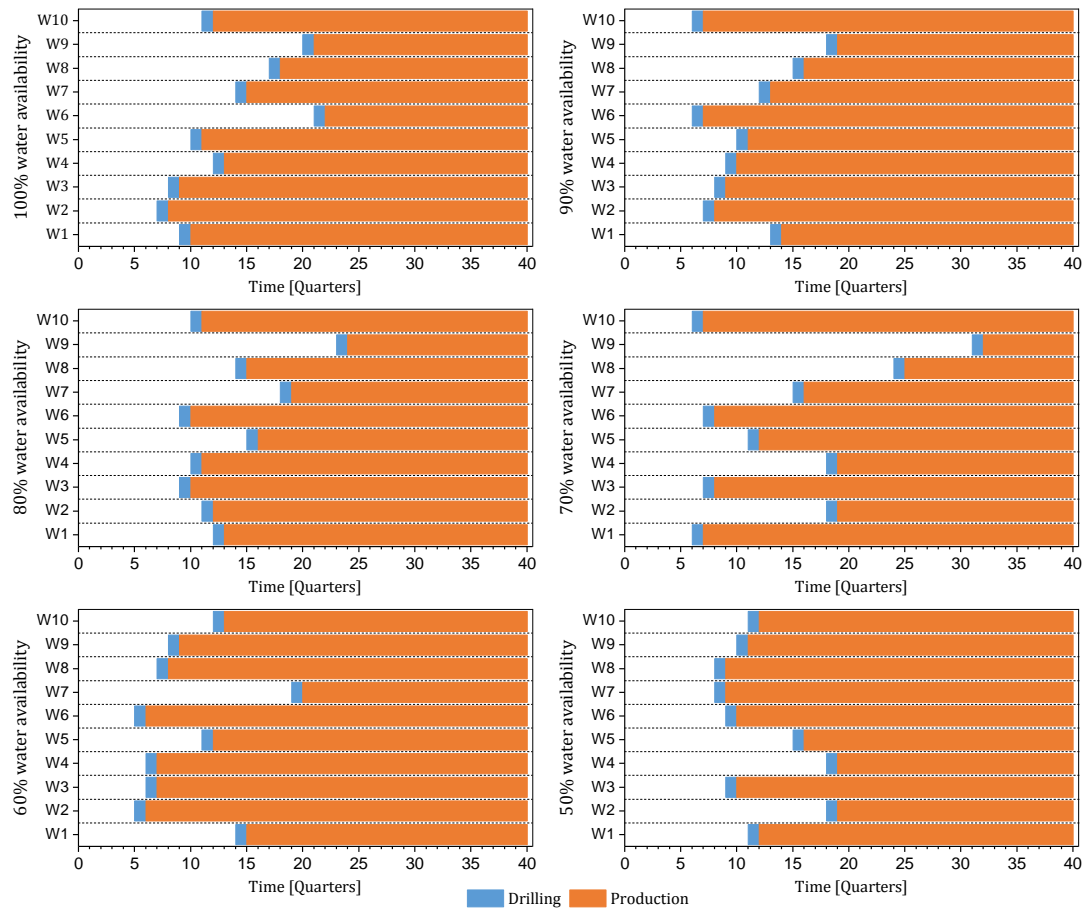 100% water availability
W10
W9
W8
W7
W6
W5
W4
W3
W2
W1
0 5 10 15 20 25 30 35 40
Time [Quarters]
90% water availability
W10
W9
W8
W7
W6
W5
W4
W3
W2
W1
0 5 10 15 20 25 30 35 40
Time [Quarters]
80% water availability
W10
W9
W8
W7
W6
W5
W4
W3
W2
W1
0 5 10 15 20 25 30 35 40
Time [Quarters]
70% water availability
W10
W9
W8
W7
W6
W5
W4
W3
W2
W1
0 5 10 15 20 25 30 35 40
Time [Quarters]
60% water availability
W10
W9
W8
W7
W6
W5
W4
W3
W2
W1
0 5 10 15 20 25 30 35 40
Time [Quarters]
50% water availability
W10
W9
W8
W7
W6
W5
W4
W3
W2
W1
0 5 10 15 20 25 30 35 40
Time [Quarters]
Drilling Production